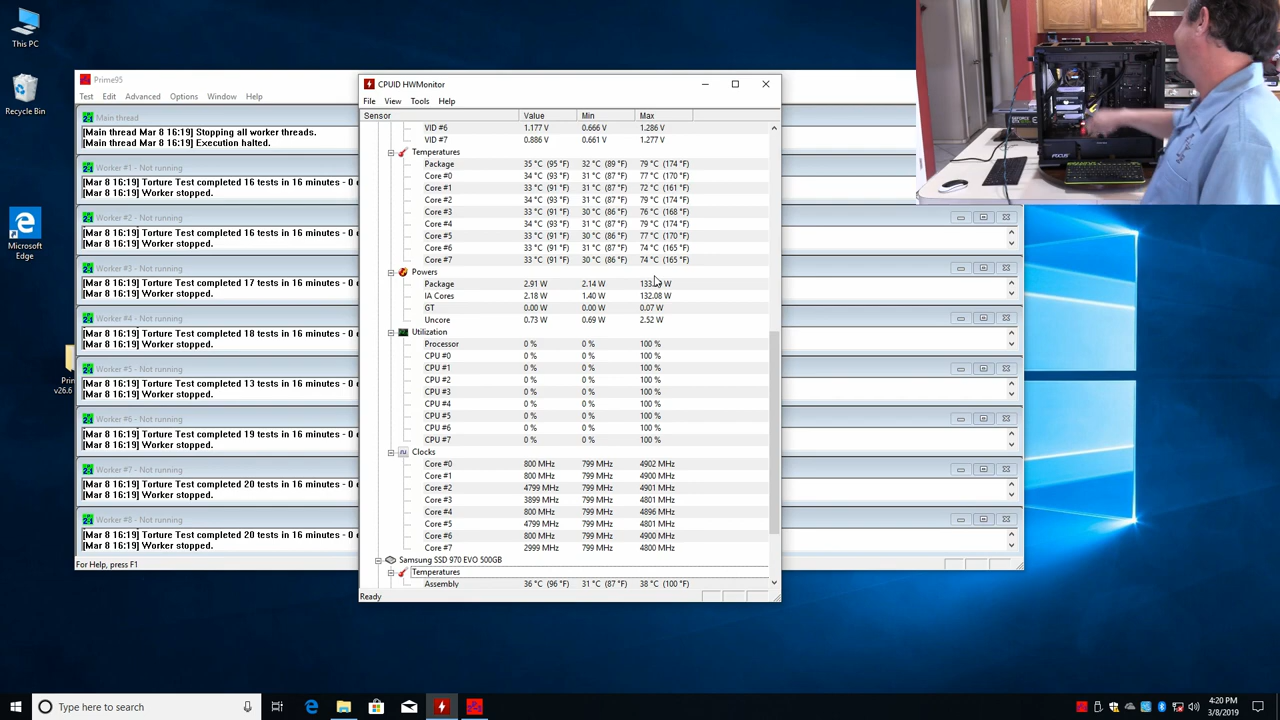 This PC
Recycle Bin
Microsoft
Edge
Prim
v26.6
Prime95
Test Edit Advanced Options Window Help
Main thread
[Main thread Mar 8 16:19] Stopping all worker threads.
[Main thread Mar 8 16:19] Execution halted.
Worker #1 - Not running
[Mar 8 16:19] Torture Test completed 16 tests in 16 minutes - 0
[Mar 8 16:19] Worker stopped.
Worker #2 - Not running
[Mar 8 16:19] Torture Test completed 16 tests in 16 minutes - 0
[Mar 8 16:19] Worker stopped.
Worker #3 - Not running
[Mar 8 16:19] Torture Test completed 17 tests in 16 minutes - 0
[Mar 8 16:19] Worker stopped.
Worker #4 - Not running
[Mar 8 16:19] Torture Test completed 18 tests in 16 minutes - 0
[Mar 8 16:19] Worker stopped.
Worker #5 - Not running
[Mar 8 16:19] Torture Test completed 13 tests in 16 minutes - 0
[Mar 8 16:19] Worker stopped.
Worker #6 - Not running
[Mar 8 16:19] Torture Test completed 19 tests in 16 minutes - 0
[Mar 8 16:19] Worker stopped.
Worker #7 - Not running
[Mar 8 16:19] Torture Test completed 20 tests in 16 minutes - 0
[Mar 8 16:19] Worker stopped.
Worker #8 - Not running
[Mar 8 16:19] Torture Test completed 20 tests in 16 minutes - 0
[Mar 8 16:19] Worker stopped.
For Help, press F1
CPUID HWMonitor
File View Tools Help
Sensor Value Min Max
VID #6 1.177 V 0.666 V 1.286 V
VID #7 0.886 V 0.661 V 1.277 V
Temperatures
Package 35 °C (95 °F) 32 °C (89 °F) 79 °C (174 °F)
Core #0 34 °C (93 °F) 31 °C (87 °F) 77 °C (170 °F)
Core #1 33 °C (91 °F) 31 °C (87 °F) 72 °C (161 °F)
Core #2 34 °C (93 °F) 31 °C (87 °F) 79 °C (174 °F)
Core #3 33 °C (91 °F) 30 °C (86 °F) 76 °C (168 °F)
Core #4 34 °C (93 °F) 31 °C (87 °F) 79 °C (174 °F)
Core #5 33 °C (91 °F) 30 °C (86 °F) 77 °C (170 °F)
Core #6 33 °C (91 °F) 31 °C (87 °F) 74 °C (165 °F)
Core #7 33 °C (91 °F) 30 °C (86 °F) 74 °C (165 °F)
Powers
Package 2.91 W 2.14 W W
IA Cores 2.18 W 1.40 W 132.08 W
GT 0.00 W 0.00 W 0.07 W
Uncore 0.73 W 0.69 W 2.52 W
Utilization
Processor 0 % 0 % 100 %
CPU #0 0 % 0 % 100 %
CPU #1 0 % 0 % 100 %
CPU #2 0 % 0 % 100 %
CPU #3 0 % 0 % 100 %
CPU #4 0 % 0 % 100 %
CPU #5 0 % 0 % 100 %
CPU #6 0 % 0 % 100 %
CPU #7 0 % 0 % 100 %
Clocks
Core #0 800 MHz 799 MHz 4902 MHz
Core #1 800 MHz 799 MHz 4900 MHz
Core #2 4799 MHz 799 MHz 4901 MHz
Core #3 3899 MHz 799 MHz 4801 MHz
Core #4 800 MHz 799 MHz 4896 MHz
Core #5 4799 MHz 799 MHz 4801 MHz
Core #6 800 MHz 799 MHz 4900 MHz
Core #7 2999 MHz 799 MHz 4800 MHz
Samsung SSD 970 EVO 500GB
Temperatures
Assembly 36 °C (96 °F) 31 °C (87 °F) 38 °C (100 °F)
Ready
FOCUS
Type here to search
4:20 PM
3/8/2019